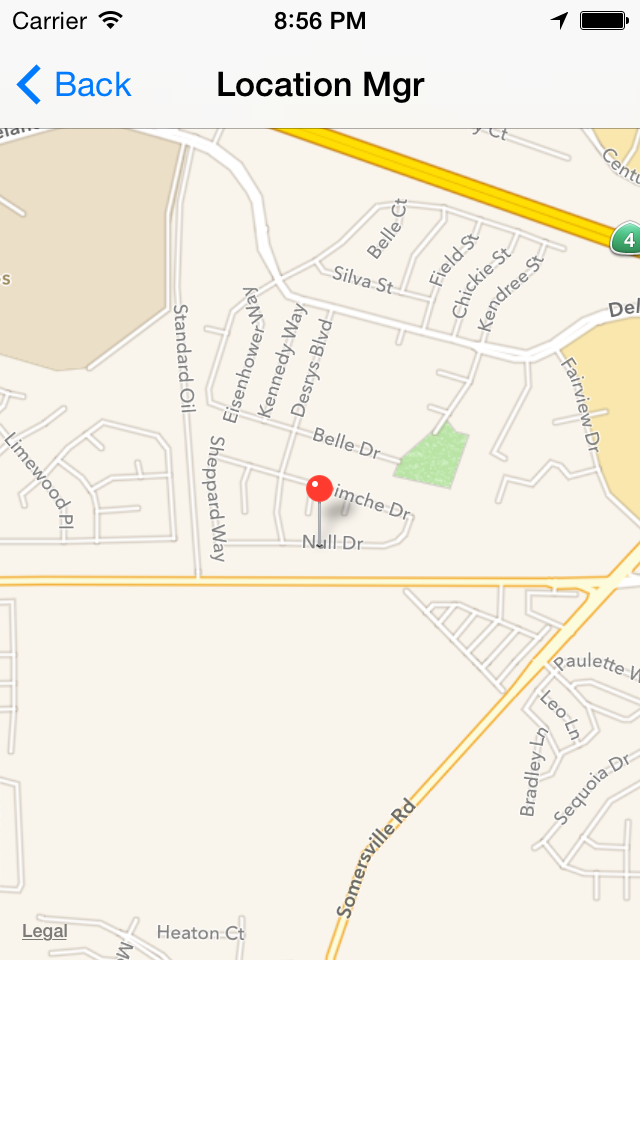 Carrier 8:56 PM
Back Location Mgr
Belle Ct
4
Field St
Silva St
Chickie St
Kendree St
Standard Oil
Eisenhower Way
Kennedy Way
Desrys Blvd
Fairview Dr
Limewood Pl
Sheppard Way
Belle Dr
Null Dr
Paulette
Leo Ln
Bradley Ln
Sequoia Dr
Somersville Rd
Legal
Heaton Ct